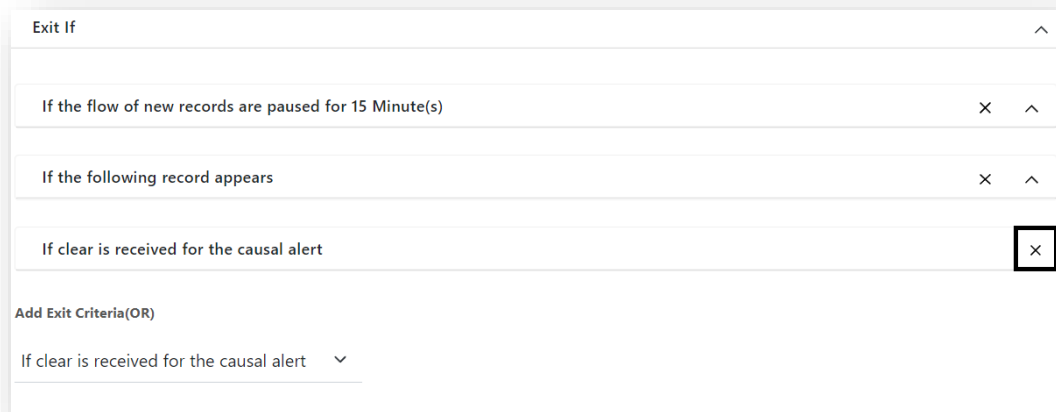 Exit If
If the flow of new records are paused for 15 Minute(s)
If the following record appears
If clear is received for the causal alert
Add Exit Criteria(OR)
If clear is received for the causal alert